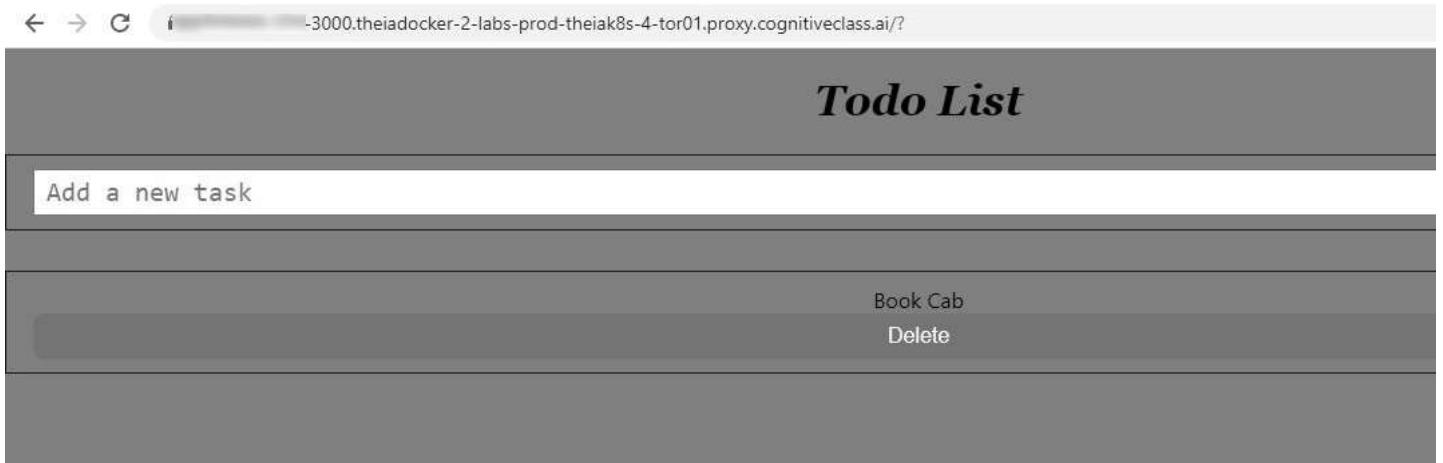 -3000.theiadocker-2-labs-prod-theiak8s-4-tor01.proxy.cognitiveclass.ai/?
Todo List
Add a new task
Book Cab
Delete